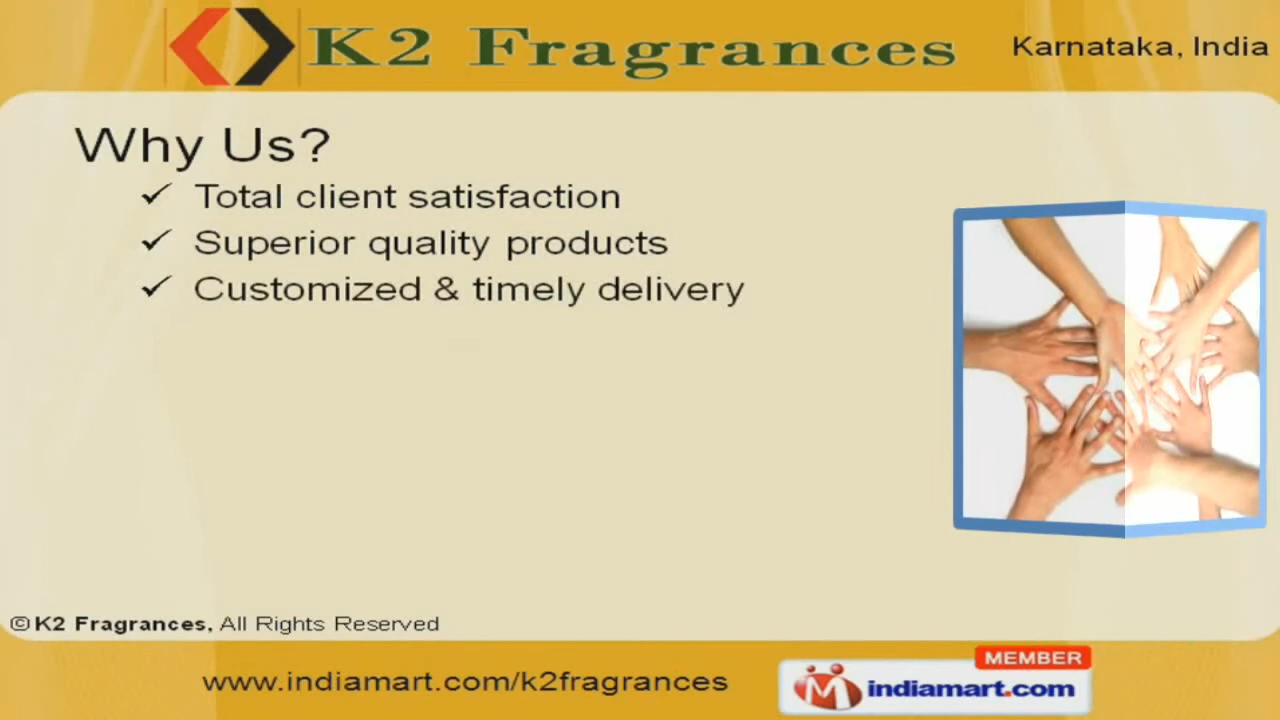 K2 Fragrances
Karnataka, India
Why Us?
✓ Total client satisfaction
✓ Superior quality products
✓ Customized & timely delivery
©K2 Fragrances, All Rights Reserved
www.indiamart.com/k2fragrances
MEMBER
indiamart.com